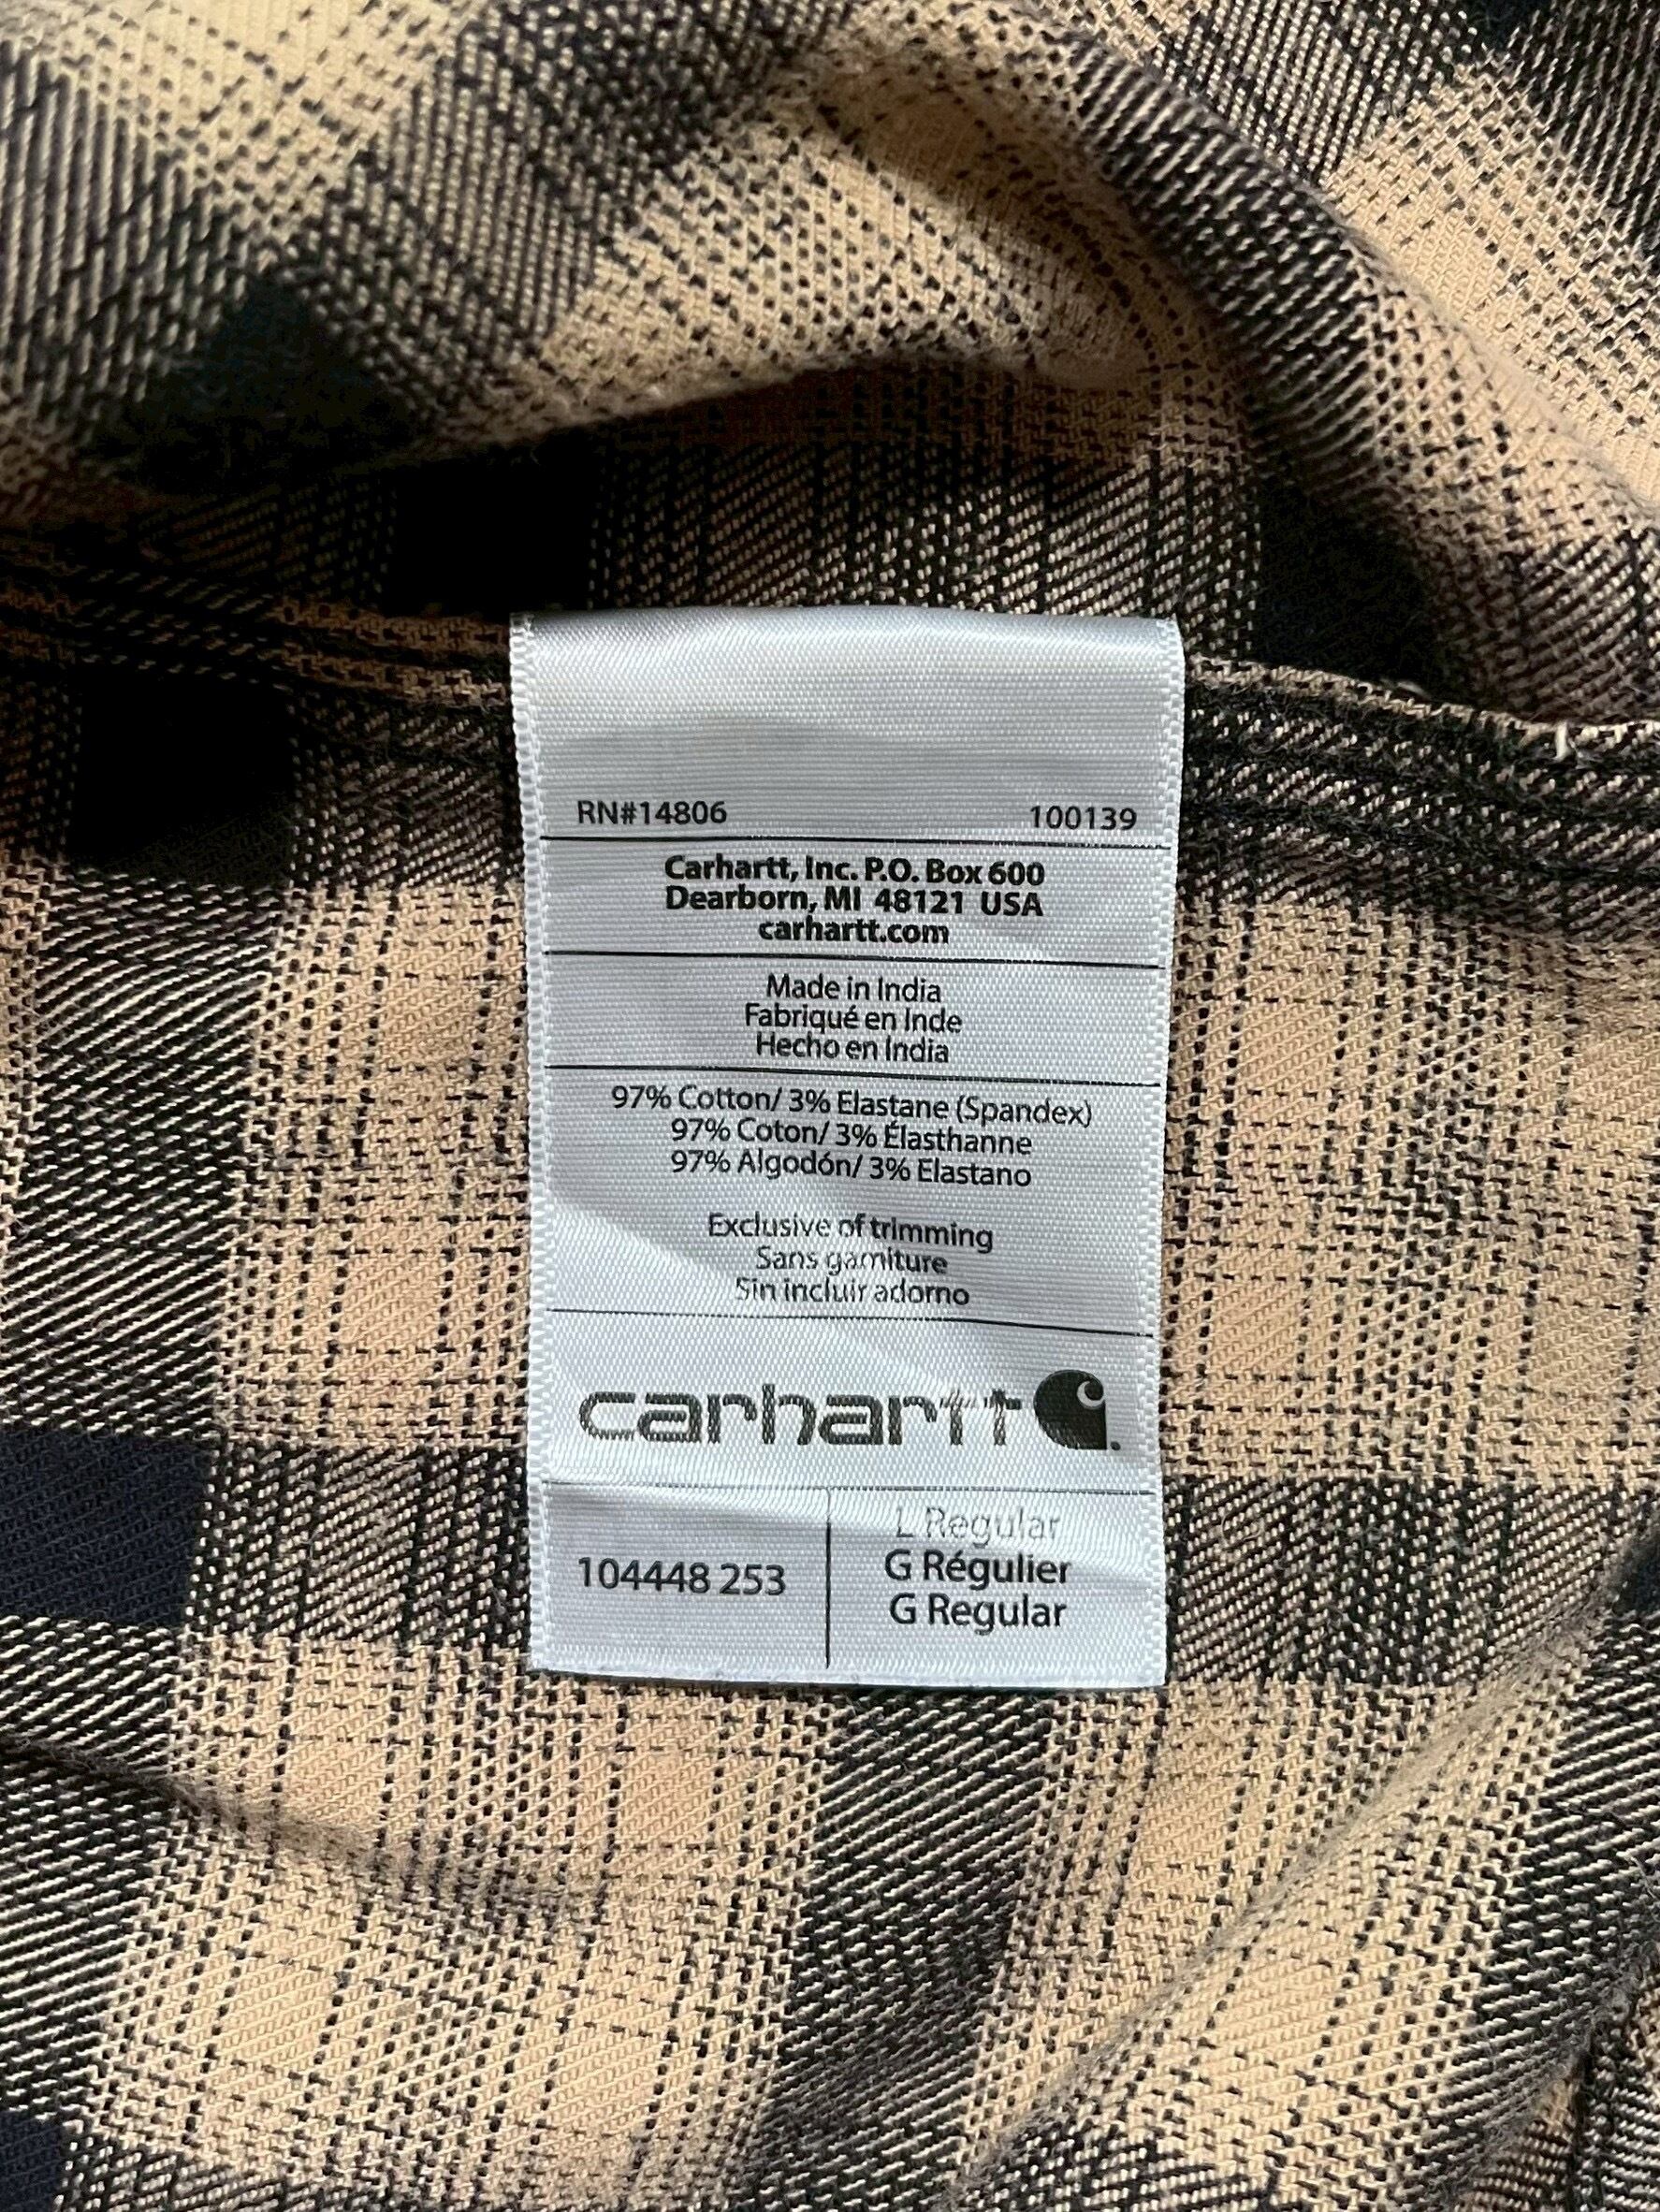 RN#14806 100139
Carhartt, Inc. P.O. Box 600
Dearborn, MI 48121 USA
carhartt.com
Made in India
Fabriqué en Inde
Hecho en India
97% Cotton/ 3% Elastane (Spandex)
97% Coton/ 3% Élasthanne
97% Algodón/ 3% Elastano
Exclusive of trimming
Sans garniture
Sin incluir adorno
carhartt
104448 253
L Regular
G Régulier
G Regular